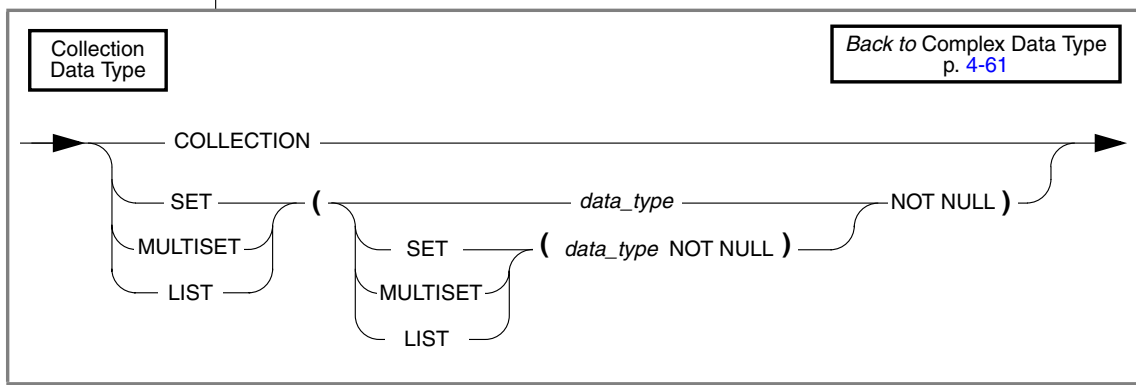 Collection
Data Type
Back to Complex Data Type
p. 4-61
COLLECTION
SET ( data_type NOT NULL )
MULTISET SET ( data_type NOT NULL )
LIST MULTISET
LIST